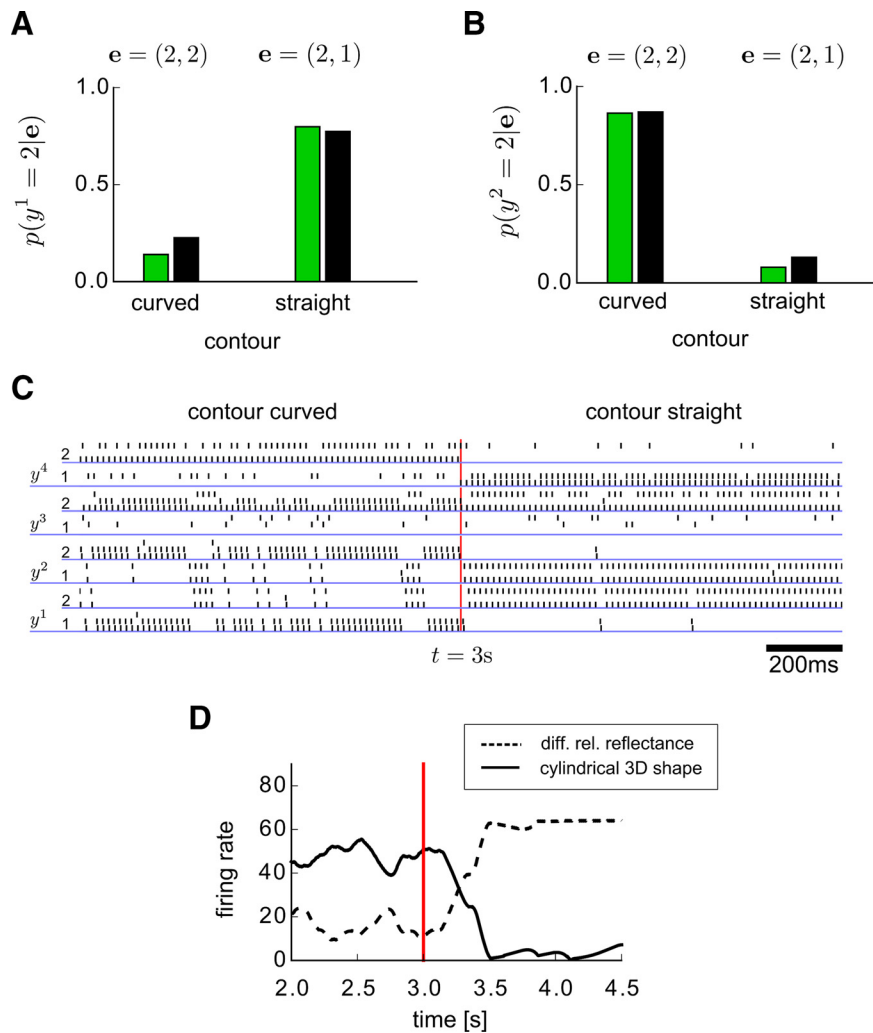 A
e = (2, 2)
e = (2, 1)
p(y¹ = 2|e)
1.0
0.5
0.0
curved
straight
contour
B
e = (2, 2)
e = (2, 1)
p(y² = 2|e)
1.0
0.5
0.0
curved
straight
contour
C
contour curved
contour straight
2
y⁴ 1
2
y³ 1
2
y² 1
2
y¹ 1
t = 3s
200ms
D
diff. rel. reflectance
cylindrical 3D shape
firing rate
80
60
40
20
0
2.0 2.5 3.0 3.5 4.0 4.5
time [s]